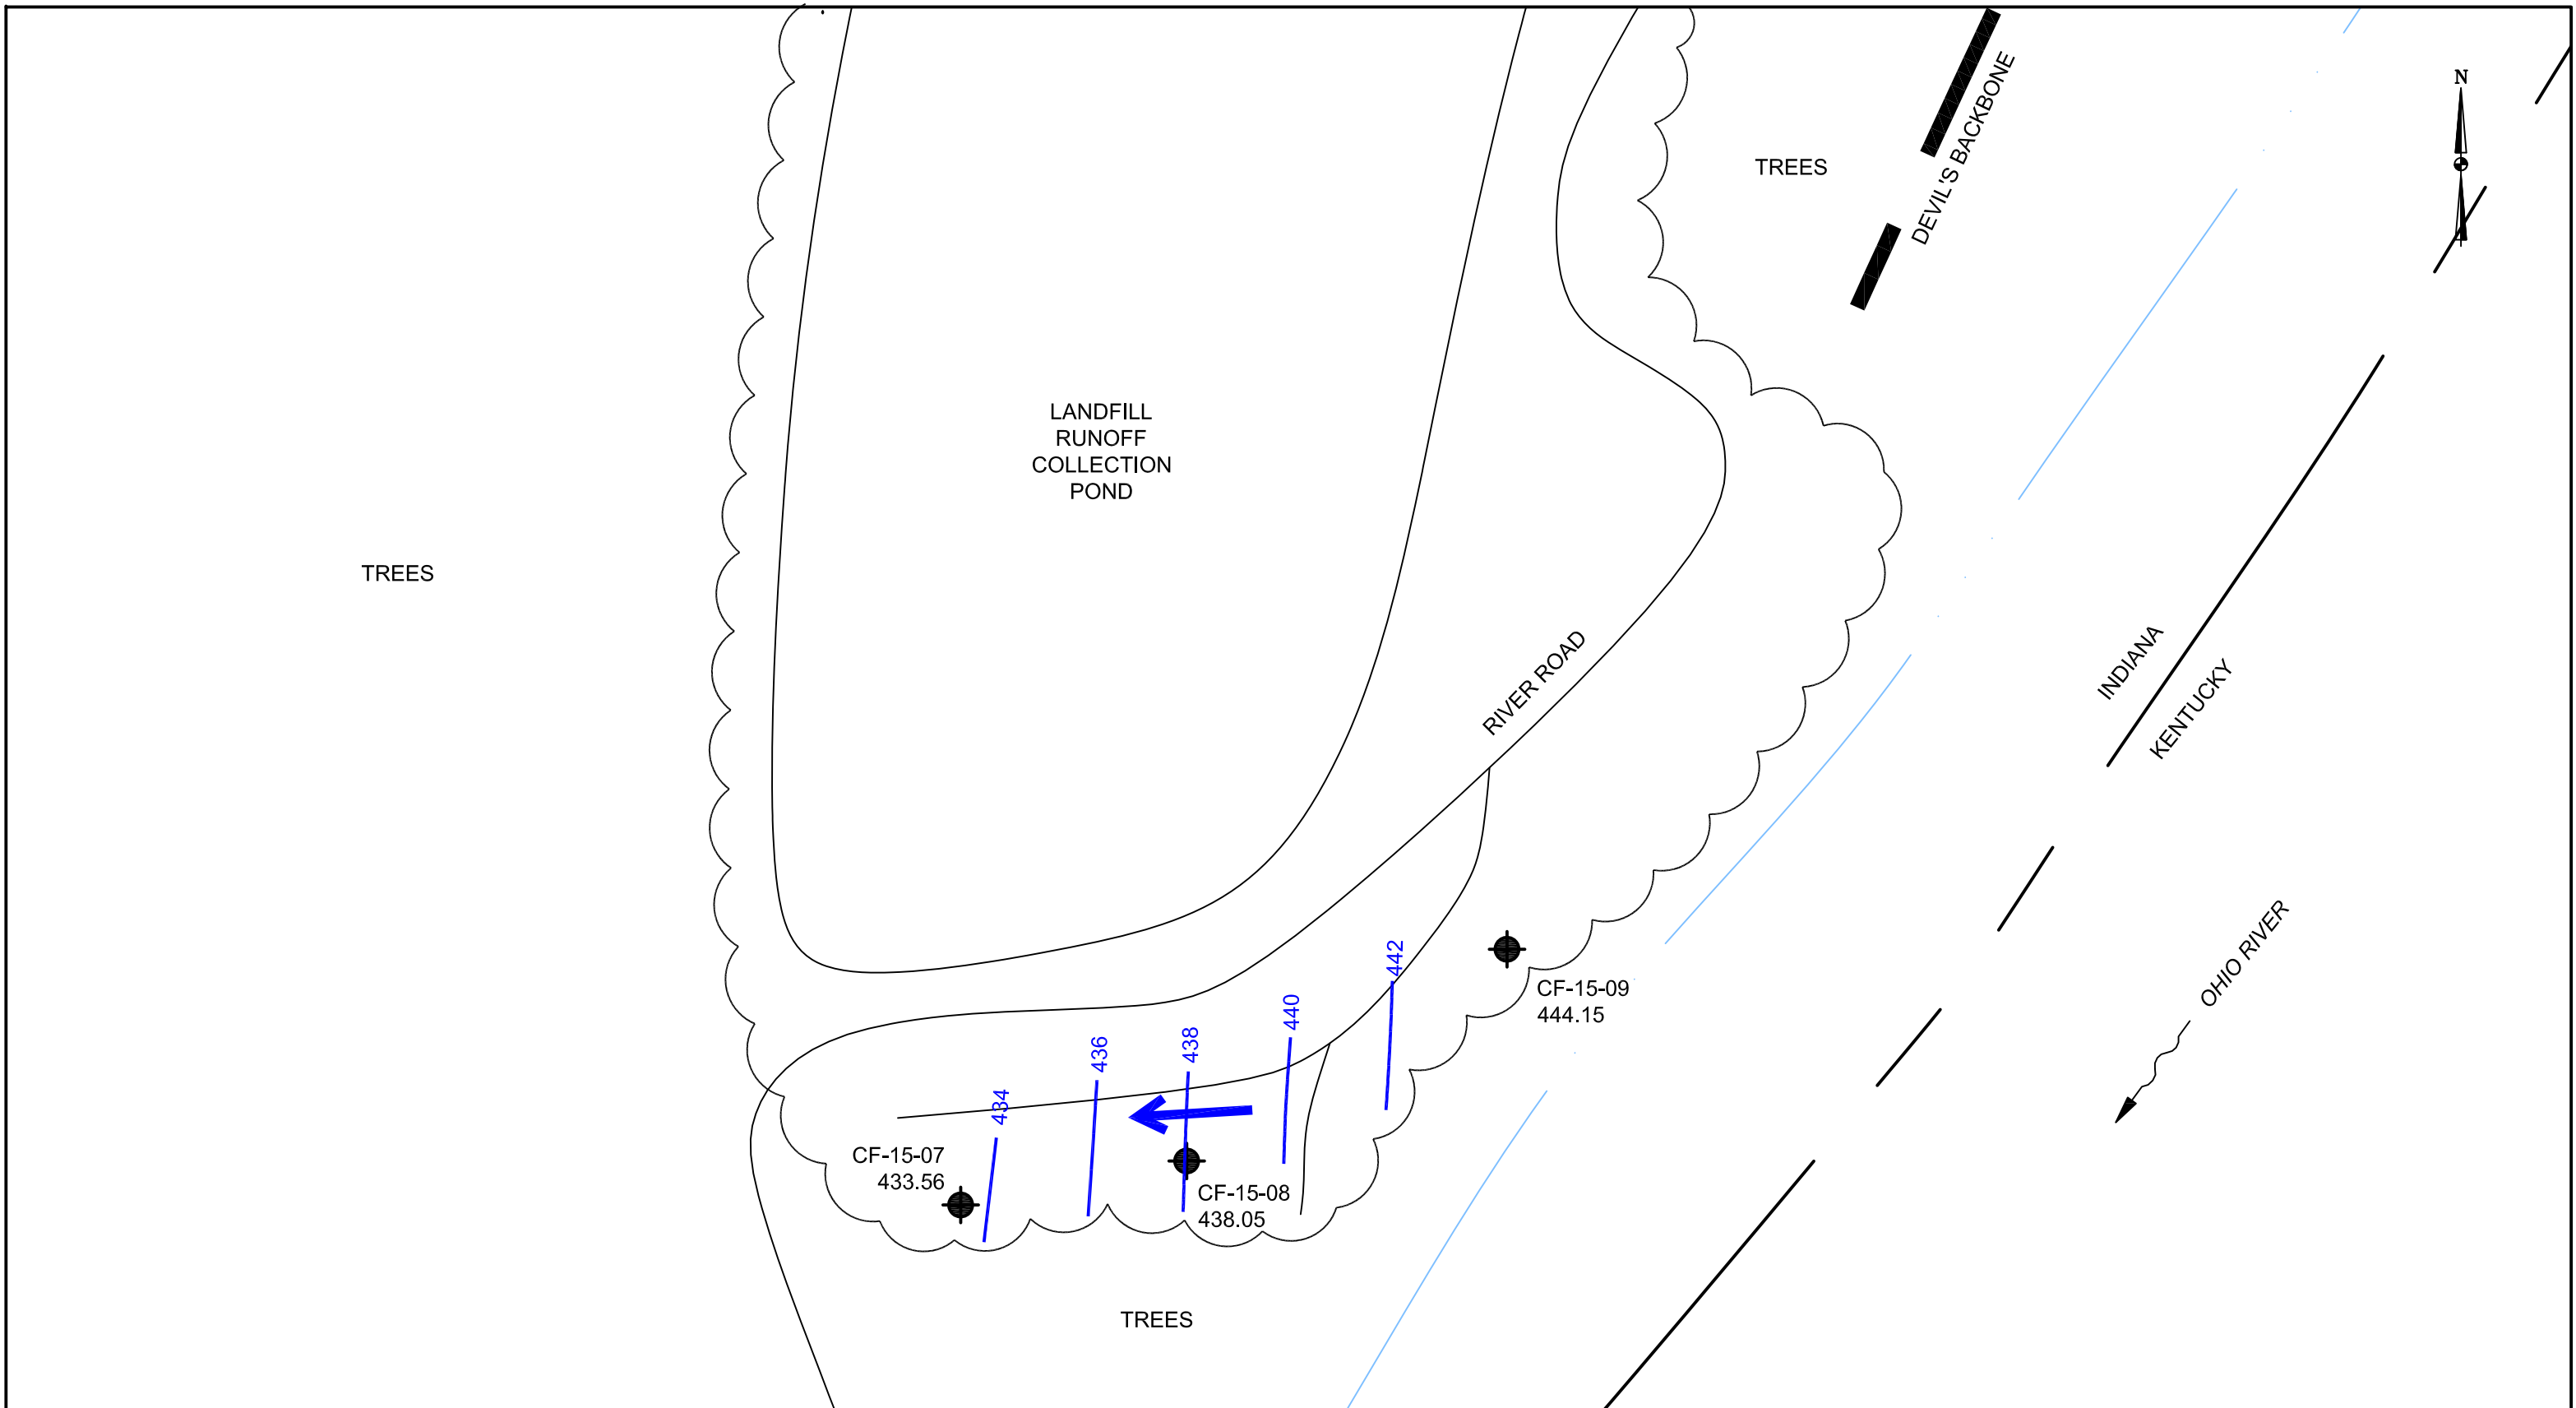 N
TREES
DEVIL'S BACKBONE
LANDFILL
RUNOFF
COLLECTION
POND
TREES
RIVER ROAD
INDIANA
KENTUCKY
OHIO RIVER
442
CF-15-09
444.15
440
438
436
434
CF-15-07
433.56
CF-15-08
438.05
TREES